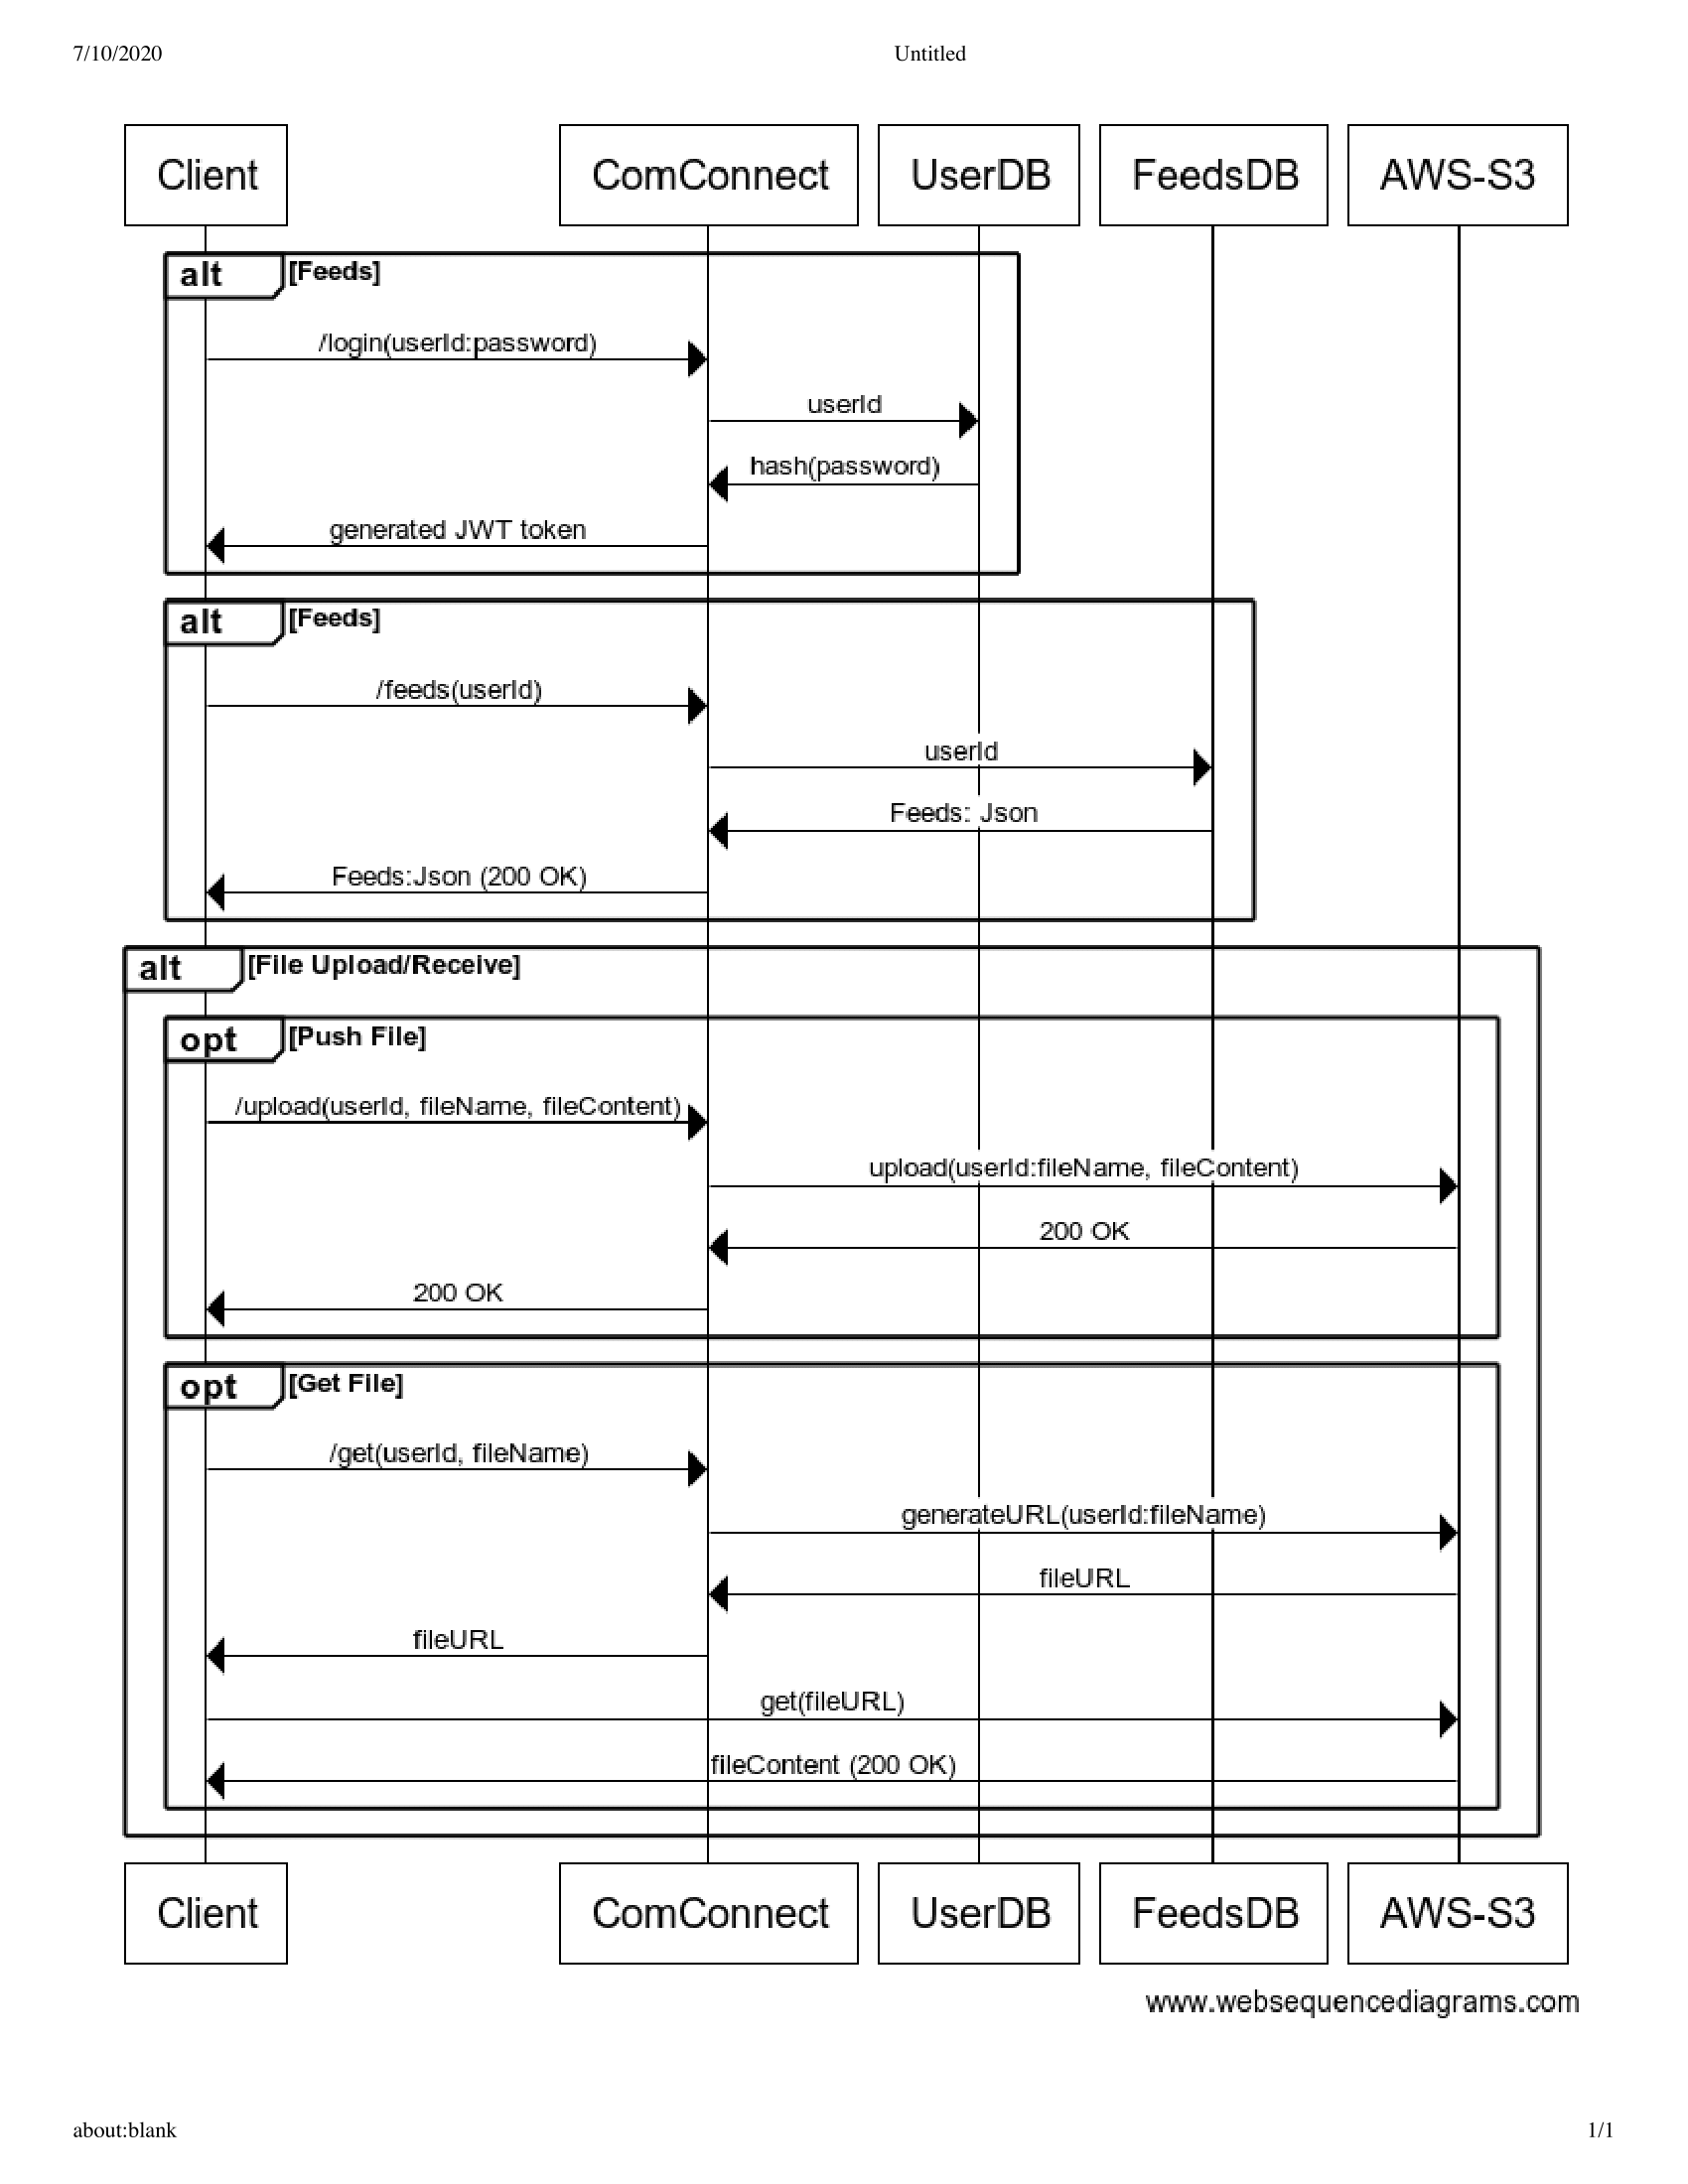 7/10/2020 Untitled
Client ComConnect UserDB FeedsDB AWS-S3
alt [Feeds]
/login(userId:password)
userId
hash(password)
generated JWT token
alt [Feeds]
/feeds(userId)
userId
Feeds: Json
Feeds:Json (200 OK)
alt [File Upload/Receive]
opt [Push File]
/upload(userId, fileName, fileContent)
upload(userId:fileName, fileContent)
200 OK
200 OK
opt [Get File]
/get(userId, fileName)
generateURL(userId:fileName)
fileURL
fileURL
get(fileURL)
fileContent (200 OK)
Client ComConnect UserDB FeedsDB AWS-S3
www.websequencediagrams.com
about:blank 1/1